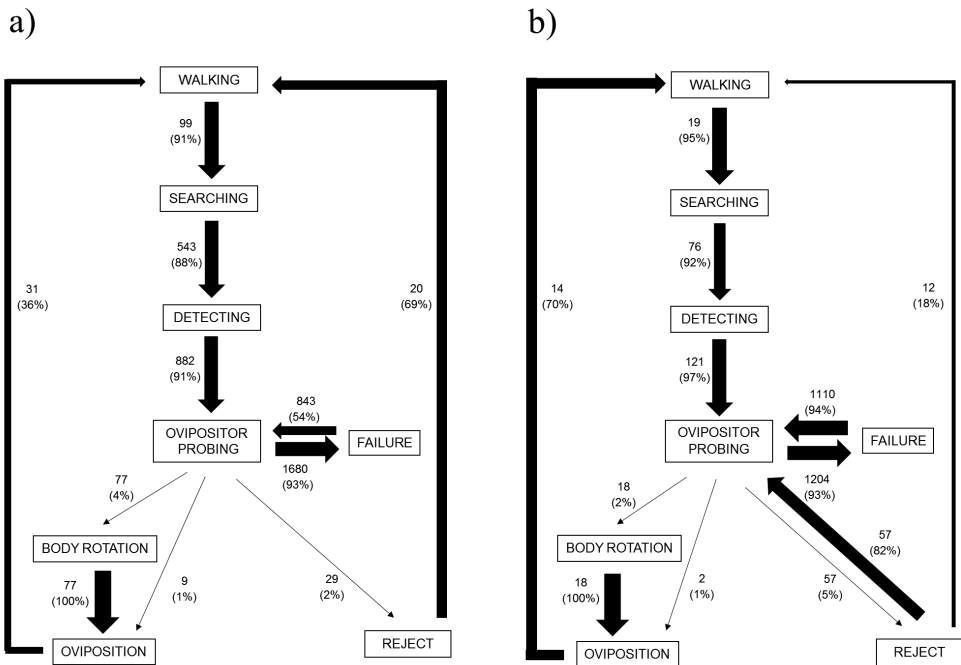 a)
WALKING
99
(91%)
SEARCHING
543
(88%)
31
(36%)
20
(69%)
DETECTING
882
(91%)
843
(54%)
OVIPOSITOR
PROBING
FAILURE
1680
(93%)
77
(4%)
BODY ROTATION
77
(100%)
9
(1%)
29
(2%)
OVIPOSITION
REJECT
b)
WALKING
19
(95%)
SEARCHING
76
(92%)
14
(70%)
12
(18%)
DETECTING
121
(97%)
1110
(94%)
OVIPOSITOR
PROBING
FAILURE
1204
(93%)
18
(2%)
57
(82%)
BODY ROTATION
18
(100%)
2
(1%)
57
(5%)
OVIPOSITION
REJECT